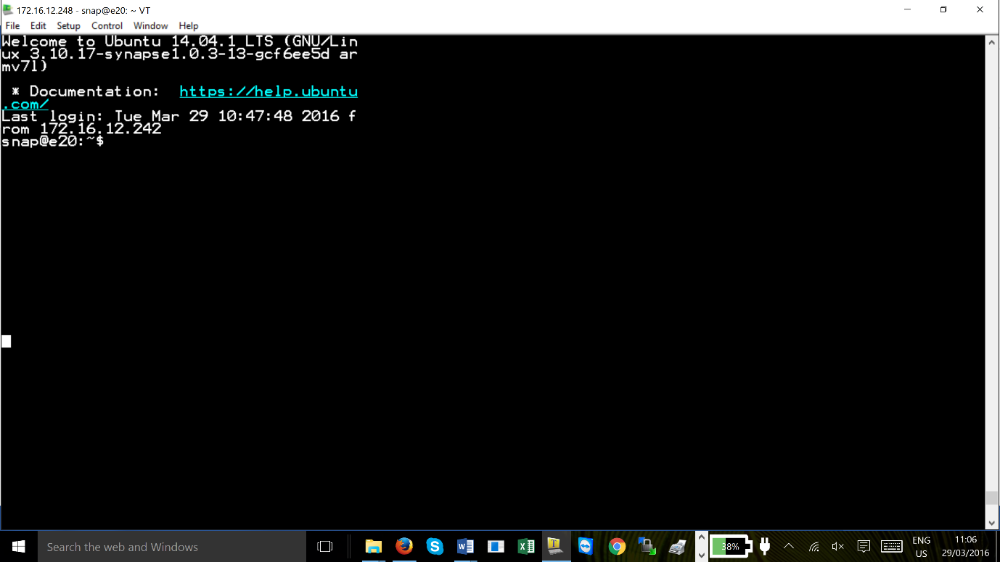 172.16.12.248 - snap@e20: ~ VT
File Edit Setup Control Window Help
Welcome to Ubuntu 14.04.1 LTS (GNU/Lin
ux 3.10.17-synapse1.0.3-13-gcf6ee5d ar
mv7l)
* Documentation:  https://help.ubuntu
.com/
Last login: Tue Mar 29 10:47:48 2016 f
rom 172.16.12.242
snap@e20:~$
Search the web and Windows
38%
ENG
US
11:06
29/03/2016